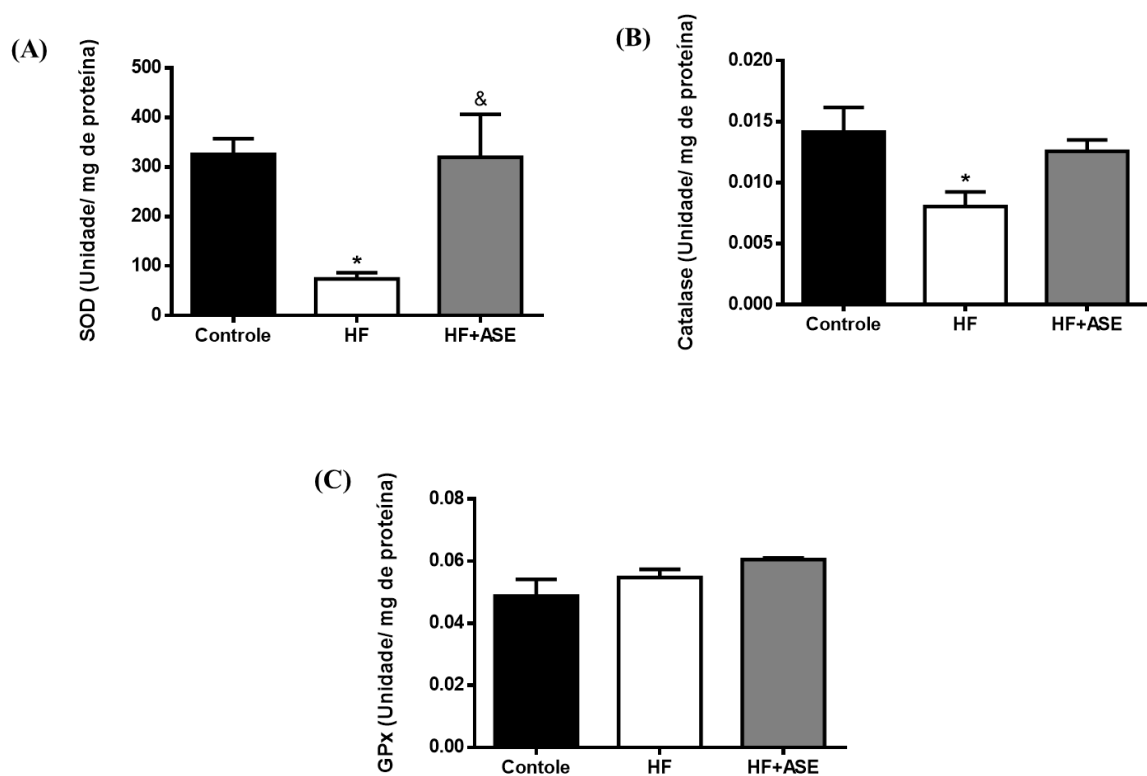 (A)
SOD (Unidade/ mg de proteína)
500
400
300
200
100
0
*
&
Controle
HF
HF+ASE
(B)
Catalase (Unidade/ mg de proteína)
0.020
0.015
0.010
0.005
0.000
*
Controle
HF
HF+ASE
(C)
GPx (Unidade/ mg de proteína)
0.08
0.06
0.04
0.02
0.00
Contole
HF
HF+ASE